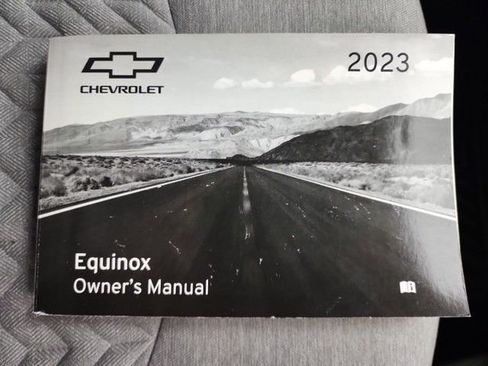 2023
CHEVROLET
Equinox
Owner's Manual